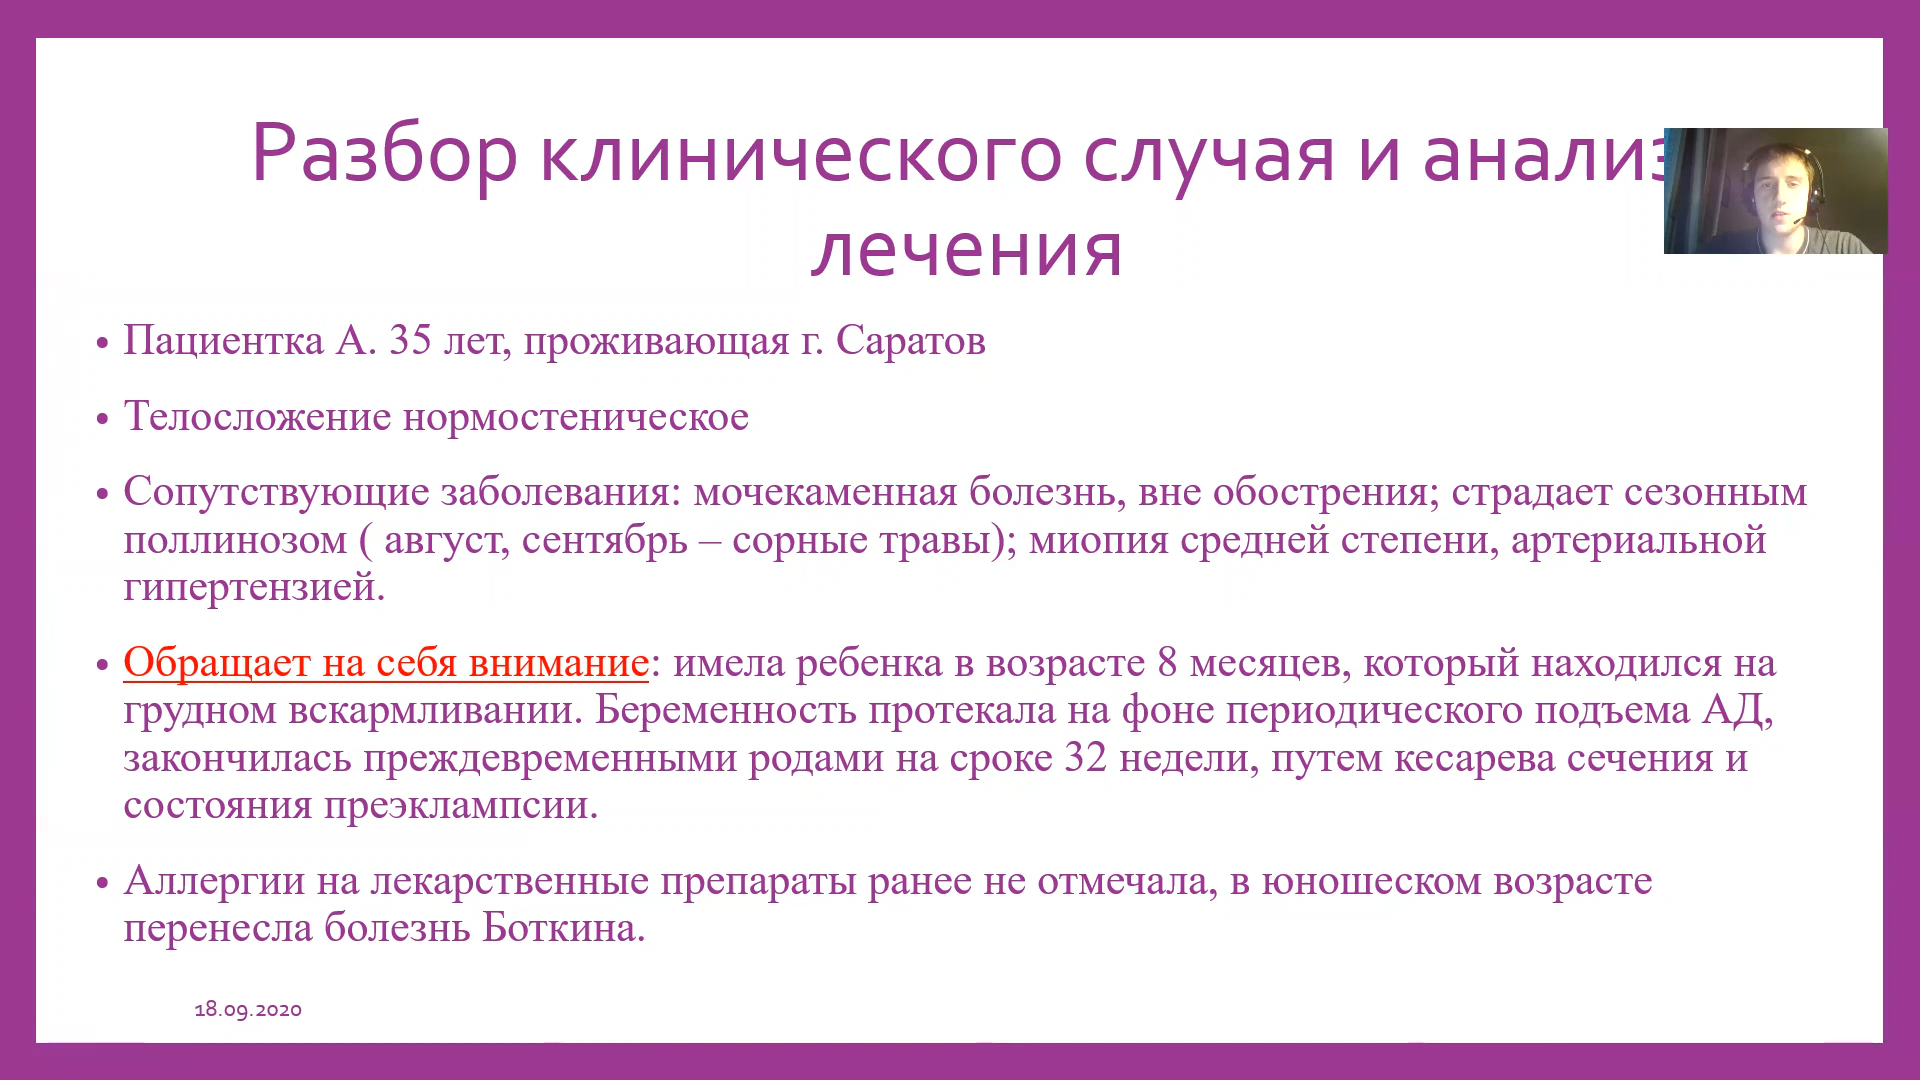 Разбор клинического случая и анализ
лечения
• Пациентка А. 35 лет, проживающая г. Саратов
• Телосложение нормостеническое
• Сопутствующие заболевания: мочекаменная болезнь, вне обострения; страдает сезонным
поллинозом ( август, сентябрь – сорные травы); миопия средней степени, артериальной
гипертензией.
• Обращает на себя внимание: имела ребенка в возрасте 8 месяцев, который находился на
грудном вскармливании. Беременность протекала на фоне периодического подъема АД,
закончилась преждевременными родами на сроке 32 недели, путем кесарева сечения и
состояния преэклампсии.
• Аллергии на лекарственные препараты ранее не отмечала, в юношеском возрасте
перенесла болезнь Боткина.
18.09.2020